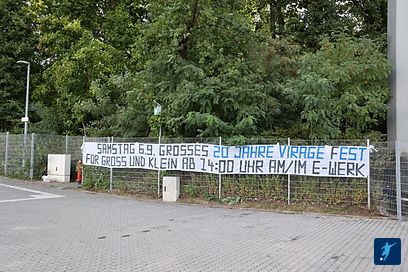 SAMSTAG 6.9. GROSSES 20 JAHRE VIRAGE FEST
FÜR GROSS UND KLEIN AB 14:00 UHR AM/IM E-WERK